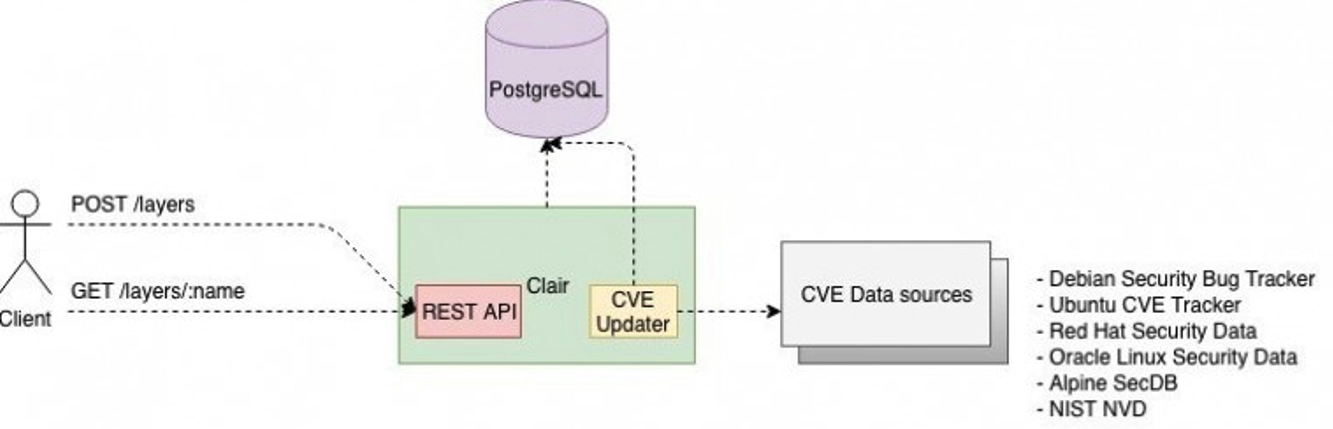 PostgreSQL
POST /layers
GET /layers/:name
Client
Clair
REST API
CVE
Updater
CVE Data sources
- Debian Security Bug Tracker
- Ubuntu CVE Tracker
- Red Hat Security Data
- Oracle Linux Security Data
- Alpine SecDB
- NIST NVD